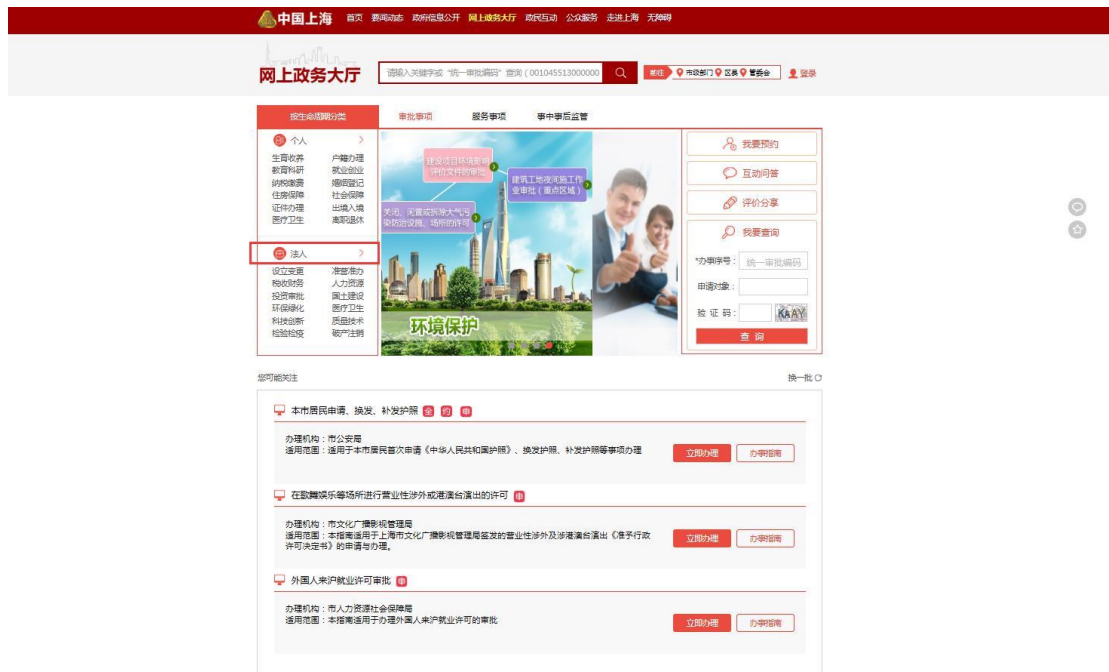 中国上海 首页 要闻动态 政府信息公开 网上政务大厅 政民互动 公众服务 走进上海 无障碍
网上政务大厅
请输入关键字或“统一审批编码”查询(001045513000000
前往 市级部门 区县 管委会 登录
按生命周期分类 审批事项 服务事项 事中事后监管
个人 >
生育收养 户籍办理
教育科研 就业创业
纳税缴费 婚姻登记
住房保障 社会保障
证件办理 出境入境
医疗卫生 离职退休
法人 >
设立变更 准营准办
税收财务 人力资源
投资审批 国土建设
环保绿化 医疗卫生
科技创新 质量技术
检验检疫 破产注销
建设项目环境影响
评价文件的审批
建筑工地夜间施工作
业审批(重点区域)
关闭、闲置或拆除大气污
染防治设施、场所的许可
环境保护
我要预约
互动问答
评价分享
我要查询
*办事序号: 统一审批编码
申请对象:
验证码: KAAY
查 询
您可能关注 换一批
本市居民申请、换发、补发护照 全 约 申
办理机构:市公安局
适用范围:适用于本市居民首次申请《中华人民共和国护照》、换发护照、补发护照等事项办理
立即办理 办事指南
在歌舞娱乐等场所进行营业性涉外或港澳台演出的许可 申
办理机构:市文化广播影视管理局
适用范围:本指南适用于上海市文化广播影视管理局签发的营业性涉外及涉港澳台演出《准予行政
许可决定书》的申请与办理。
立即办理 办事指南
外国人来沪就业许可审批 申
办理机构:市人力资源社会保障局
适用范围:本指南适用于办理外国人来沪就业许可的审批
立即办理 办事指南